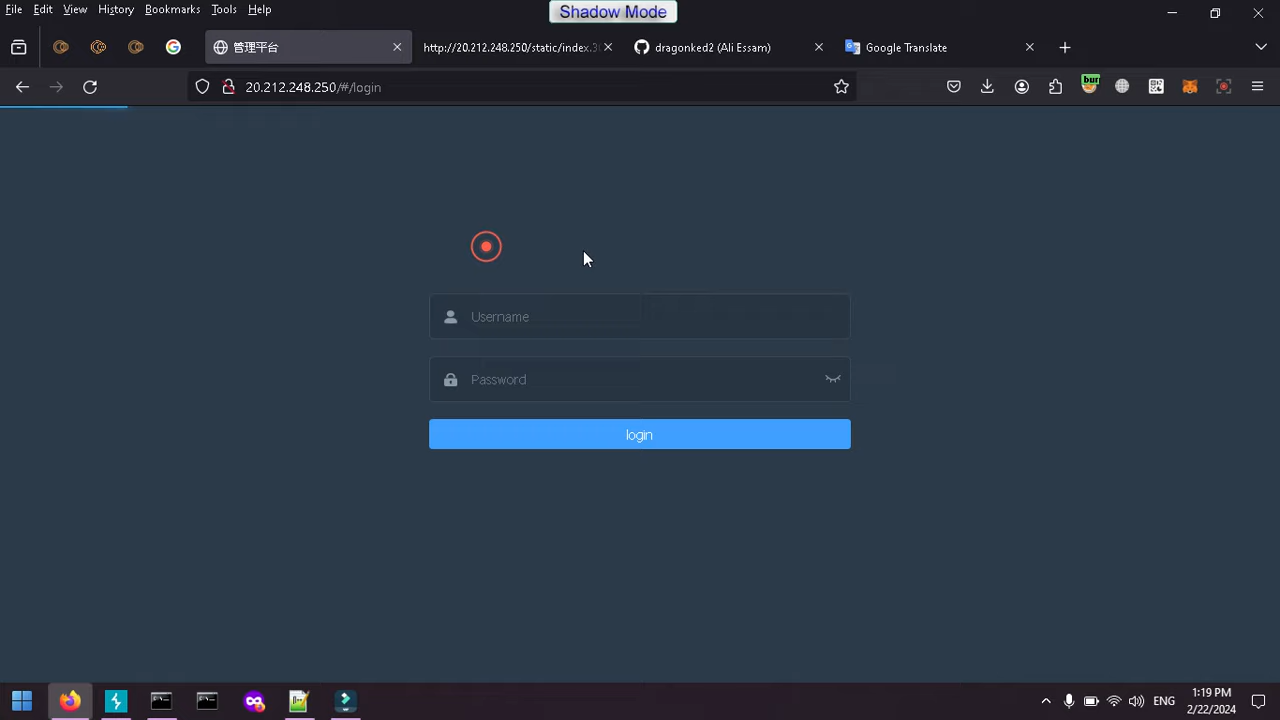 File Edit View History Bookmarks Tools Help
Shadow Mode
管理平台
http://20.212.248.250/static/index.3
dragonked2 (Ali Essam)
Google Translate
20.212.248.250/#/login
bur
Username
Password
login
ENG
1:19 PM
2/22/2024